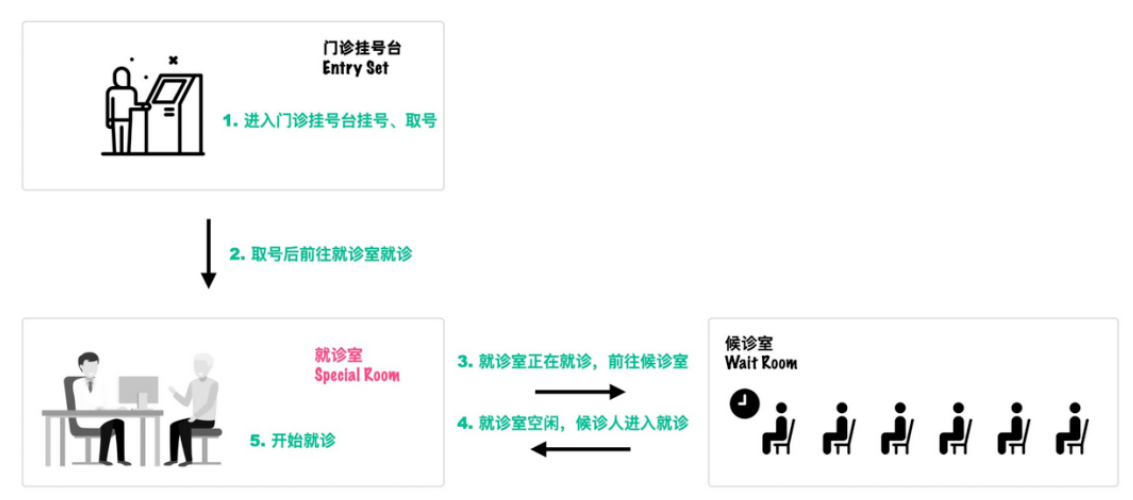 门诊挂号台
Entry Set
1. 进入门诊挂号台挂号、取号
2. 取号后前往就诊室就诊
就诊室
Special Room
5. 开始就诊
3. 就诊室正在就诊，前往候诊室
4. 就诊室空闲，候诊人进入就诊
候诊室
Wait Room